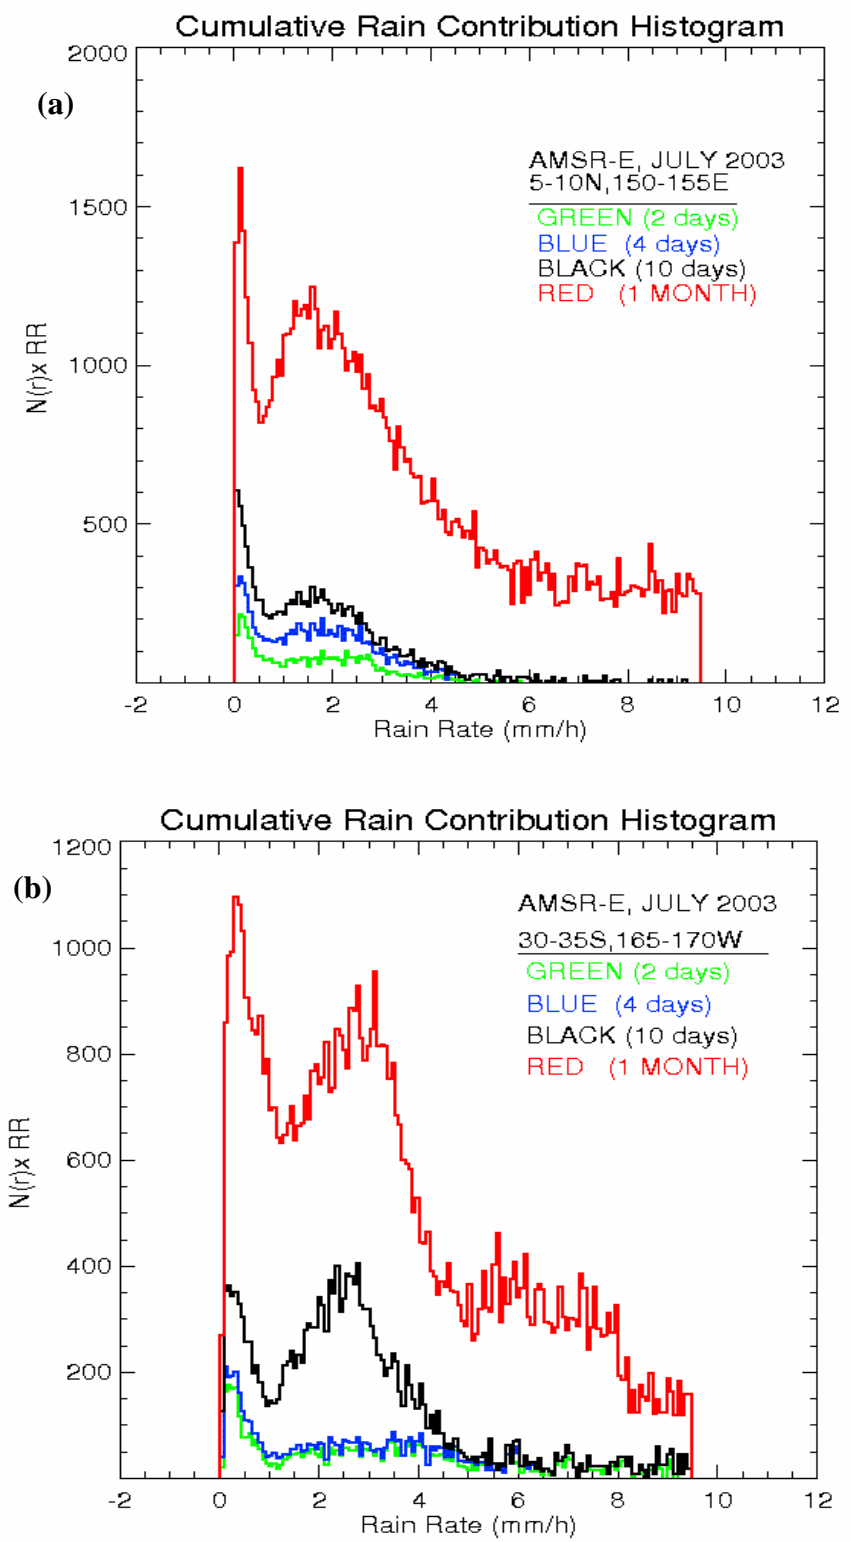 Cumulative Rain Contribution Histogram
(a)
2000
1500
1000
500
N(r)x RR
AMSR-E, JULY 2003
5-10N,150-155E
GREEN (2 days)
BLUE (4 days)
BLACK (10 days)
RED (1 MONTH)
-2 0 2 4 6 8 10 12
Rain Rate (mm/h)
Cumulative Rain Contribution Histogram
(b)
1200
1000
800
600
400
200
N(r)x RR
AMSR-E, JULY 2003
30-35S,165-170W
GREEN (2 days)
BLUE (4 days)
BLACK (10 days)
RED (1 MONTH)
-2 0 2 4 6 8 10 12
Rain Rate (mm/h)